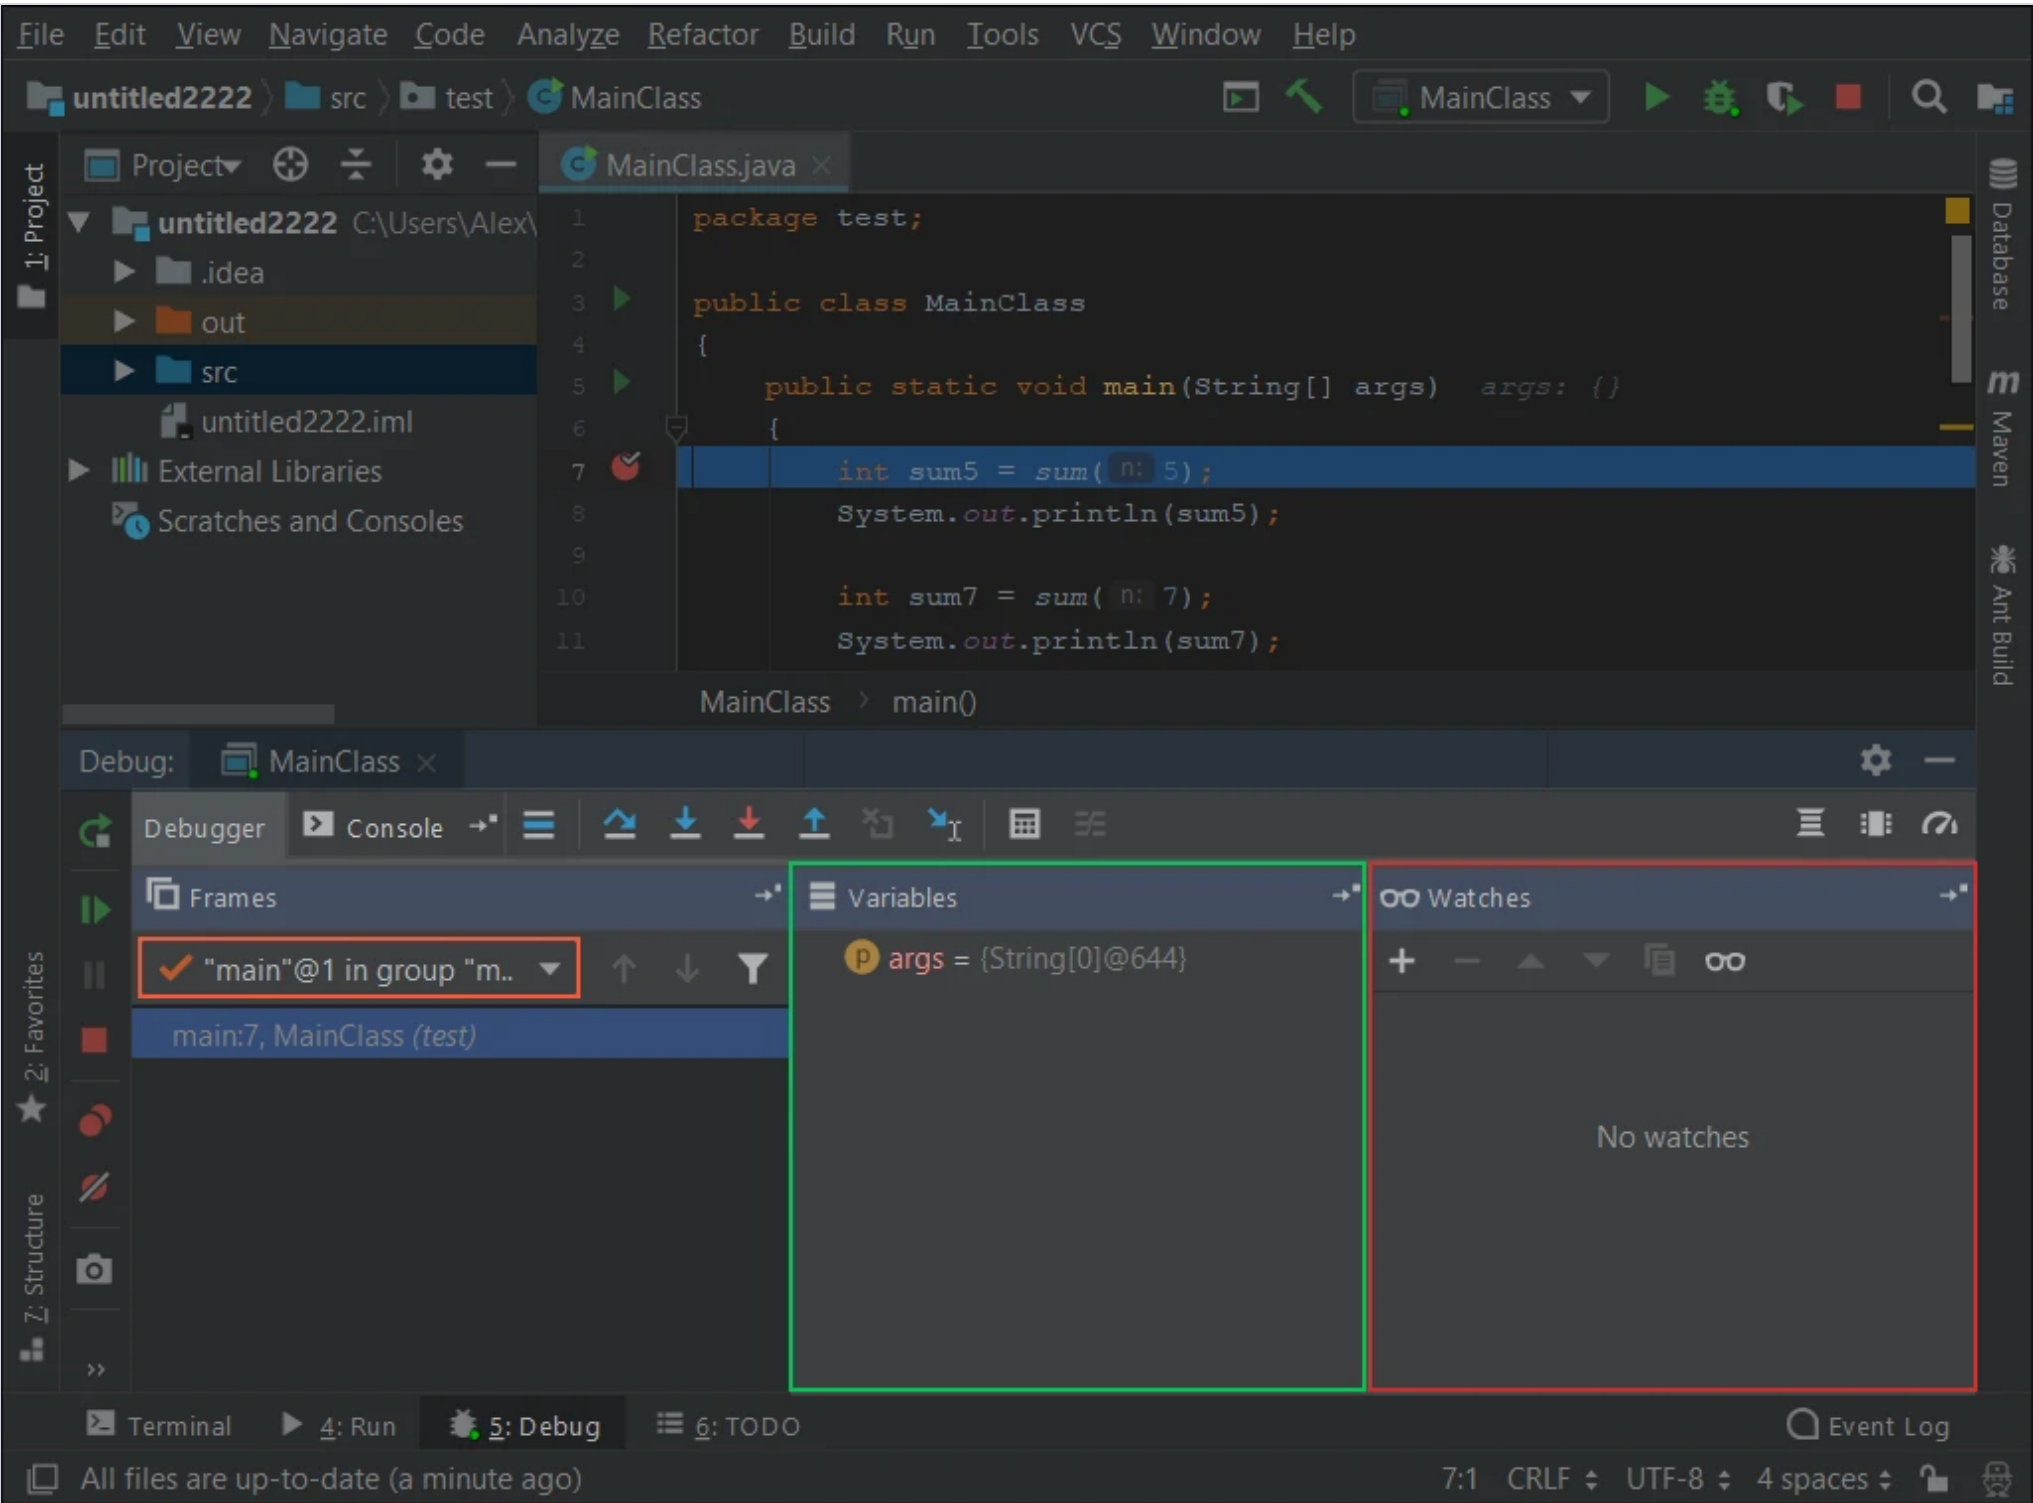 File Edit View Navigate Code Analyze Refactor Build Run Tools VCS Window Help
untitled2222 src test MainClass MainClass
1: Project
Project
untitled2222 C:\Users\Alex\
.idea
out
src
untitled2222.iml
External Libraries
Scratches and Consoles
MainClass.java
1 package test;
2
3 public class MainClass
4 {
5 public static void main(String[] args) args: {}
6 {
7 int sum5 = sum( n: 5);
8 System.out.println(sum5);
9
10 int sum7 = sum( n: 7);
11 System.out.println(sum7);
MainClass > main()
Database
m Maven
Ant Build
Debug: MainClass
Debugger Console
Frames Variables Watches
"main"@1 in group "m..
main:7, MainClass (test)
p args = {String[0]@644}
No watches
2: Favorites
7: Structure
Terminal 4: Run 5: Debug 6: TODO Event Log
All files are up-to-date (a minute ago) 7:1 CRLF UTF-8 4 spaces